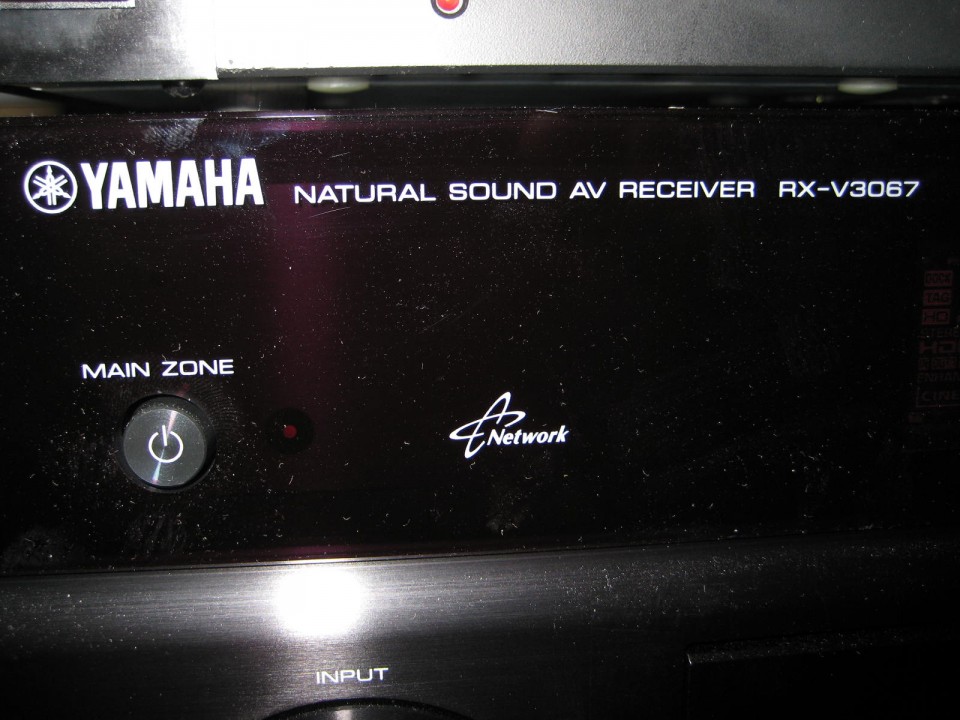 YAMAHA NATURAL SOUND AV RECEIVER RX-V3067
MAIN ZONE
Network
INPUT